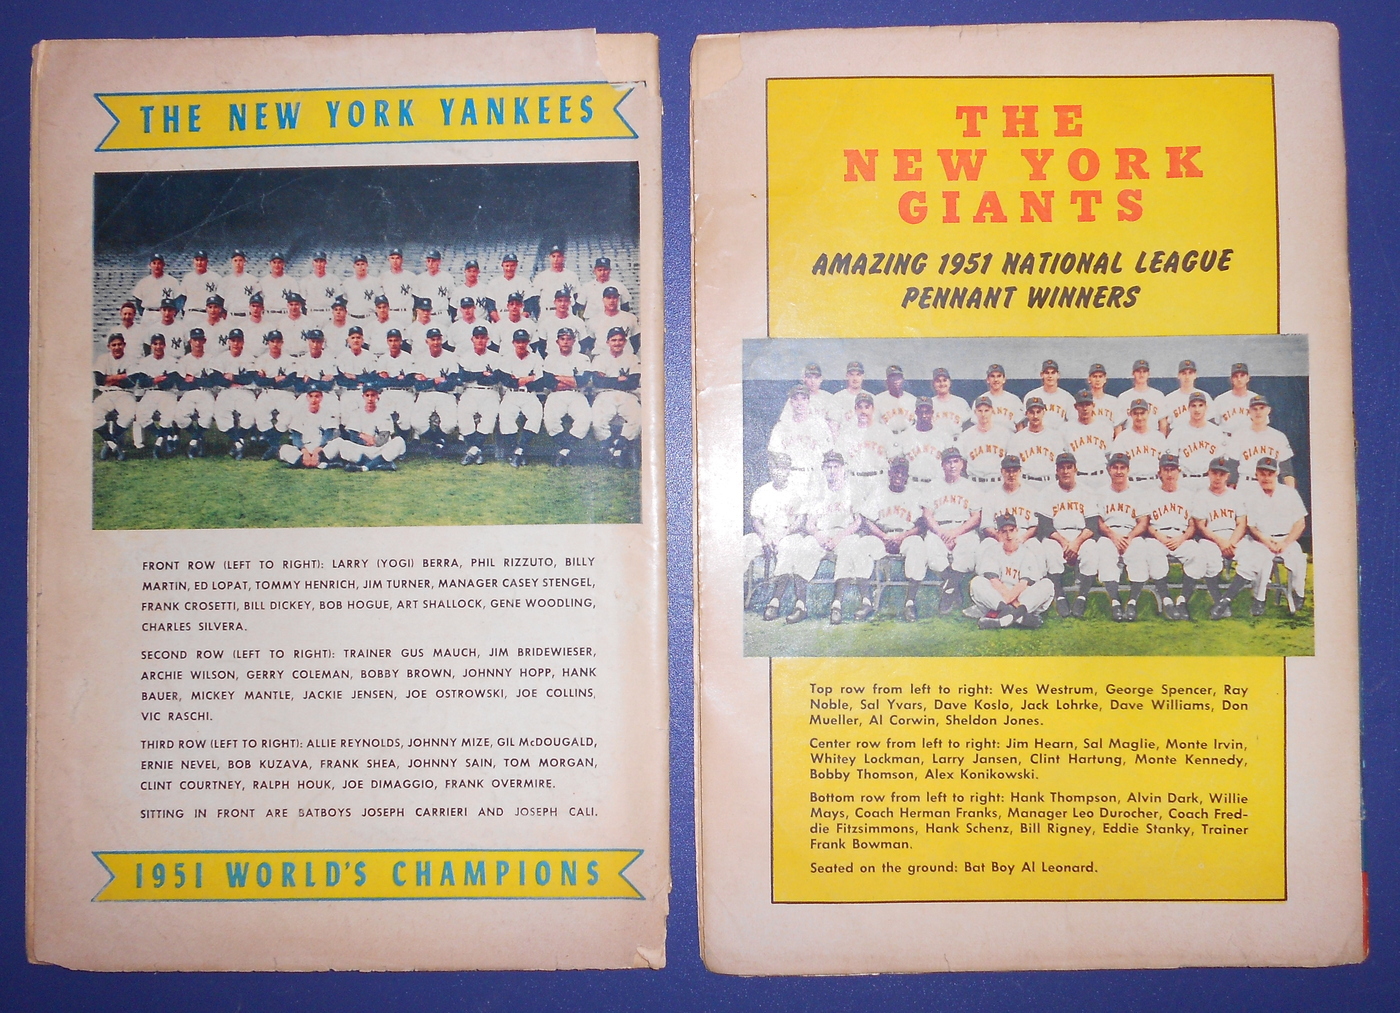 THE NEW YORK YANKEES
FRONT ROW (LEFT TO RIGHT): LARRY (YOGI) BERRA, PHIL RIZZUTO, BILLY
MARTIN, ED LOPAT, TOMMY HENRICH, JIM TURNER, MANAGER CASEY STENGEL,
FRANK CROSETTI, BILL DICKEY, BOB HOGUE, ART SHALLOCK, GENE WOODLING,
CHARLES SILVERA.
SECOND ROW (LEFT TO RIGHT): TRAINER GUS MAUCH, JIM BRIDEWIESER,
ARCHIE WILSON, GERRY COLEMAN, BOBBY BROWN, JOHNNY HOPP, HANK
BAUER, MICKEY MANTLE, JACKIE JENSEN, JOE OSTROWSKI, JOE COLLINS,
VIC RASCHI.
THIRD ROW (LEFT TO RIGHT): ALLIE REYNOLDS, JOHNNY MIZE, GIL McDOUGALD,
ERNIE NEVEL, BOB KUZAVA, FRANK SHEA, JOHNNY SAIN, TOM MORGAN,
CLINT COURTNEY, RALPH HOUK, JOE DIMAGGIO, FRANK OVERMIRE.
SITTING IN FRONT ARE BATBOYS JOSEPH CARRIERI AND JOSEPH CALI.
1951 WORLD'S CHAMPIONS
THE
NEW YORK
GIANTS
AMAZING 1951 NATIONAL LEAGUE
PENNANT WINNERS
Top row from left to right: Wes Westrum, George Spencer, Ray
Noble, Sal Yvars, Dave Koslo, Jack Lohrke, Dave Williams, Don
Mueller, Al Corwin, Sheldon Jones.
Center row from left to right: Jim Hearn, Sal Maglie, Monte Irvin,
Whitey Lockman, Larry Jansen, Clint Hartung, Monte Kennedy,
Bobby Thomson, Alex Konikowski.
Bottom row from left to right: Hank Thompson, Alvin Dark, Willie
Mays, Coach Herman Franks, Manager Leo Durocher, Coach Fred-
die Fitzsimmons, Hank Schenz, Bill Rigney, Eddie Stanky, Trainer
Frank Bowman.
Seated on the ground: Bat Boy Al Leonard.